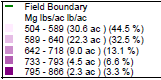 Field Boundary
Mg lbs/ac lb/ac
504 - 589 (30.6 ac) (44.5 %)
589 - 640 (22.3 ac) (32.5 %)
642 - 718 (9.0 ac) (13.1 %)
733 - 793 (4.5 ac) (6.6 %)
795 - 866 (2.3 ac) (3.3 %)